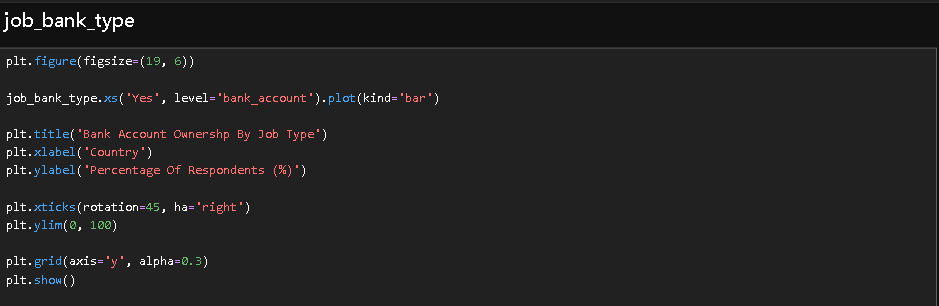 job_bank_type
plt.figure(figsize=(19, 6))
job_bank_type.xs('Yes', level='bank_account').plot(kind='bar')
plt.title('Bank Account Ownershp By Job Type')
plt.xlabel('Country')
plt.ylabel('Percentage Of Respondents (%)')
plt.xticks(rotation=45, ha='right')
plt.ylim(0, 100)
plt.grid(axis='y', alpha=0.3)
plt.show()